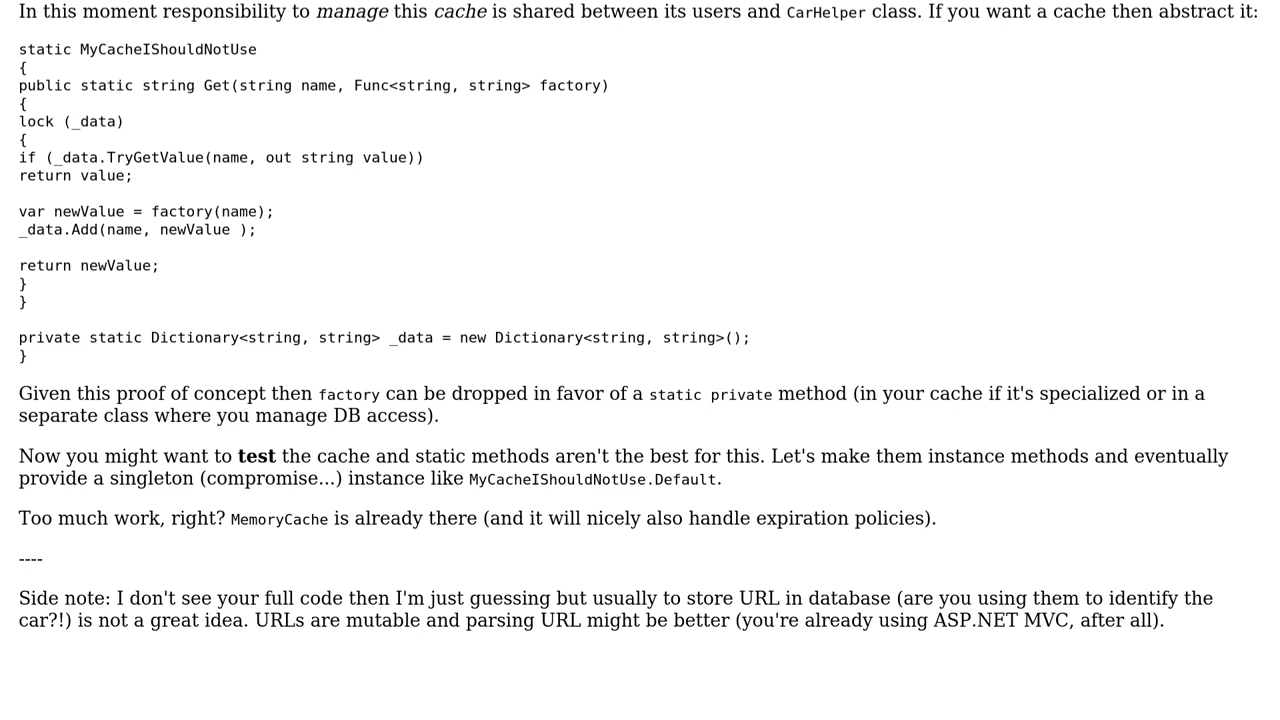 In this moment responsibility to manage this cache is shared between its users and CarHelper class. If you want a cache then abstract it:
static MyCacheIShouldNotUse
{
public static string Get(string name, Func<string, string> factory)
{
lock (_data)
{
if (_data.TryGetValue(name, out string value))
return value;
var newValue = factory(name);
_data.Add(name, newValue );
return newValue;
}
}
private static Dictionary<string, string> _data = new Dictionary<string, string>();
}
Given this proof of concept then factory can be dropped in favor of a static private method (in your cache if it's specialized or in a
separate class where you manage DB access).
Now you might want to test the cache and static methods aren't the best for this. Let's make them instance methods and eventually
provide a singleton (compromise...) instance like MyCacheIShouldNotUse.Default.
Too much work, right? MemoryCache is already there (and it will nicely also handle expiration policies).
----
Side note: I don't see your full code then I'm just guessing but usually to store URL in database (are you using them to identify the
car?!) is not a great idea. URLs are mutable and parsing URL might be better (you're already using ASP.NET MVC, after all).